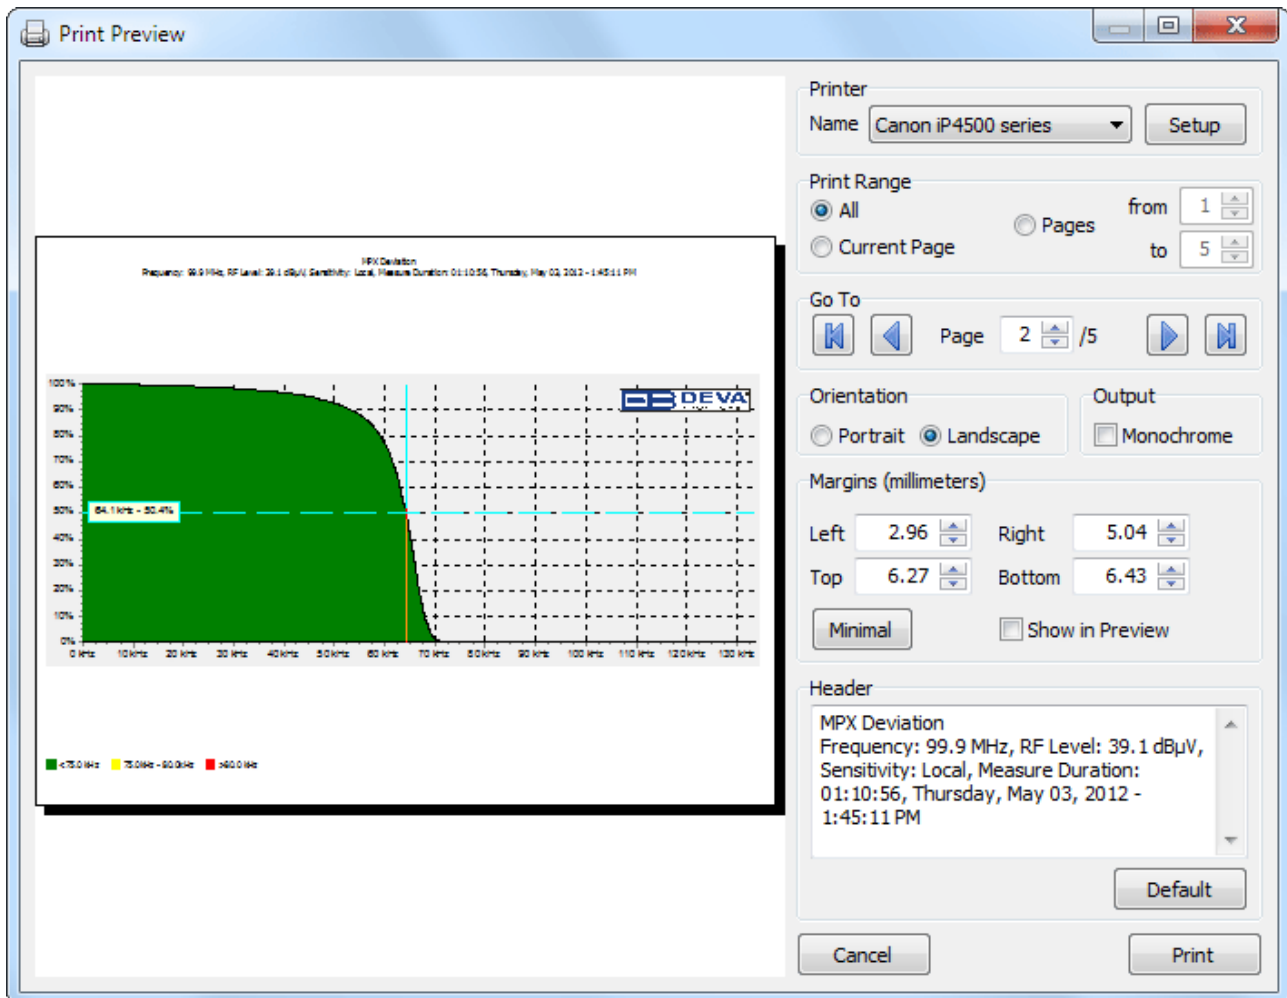 Print Preview
MPX Deviation
Frequency: 99.9 MHz, RF Level: 39.1 dBµV, Sensitivity: Local, Measure Duration: 01:10:56, Thursday, May 03, 2012 - 1:45:11 PM
DEVA
100%
90%
80%
70%
60%
50%
40%
30%
20%
10%
0%
64.1 kHz - 50.4%
0 kHz 10 kHz 20 kHz 30 kHz 40 kHz 50 kHz 60 kHz 70 kHz 80 kHz 90 kHz 100 kHz 110 kHz 120 kHz 130 kHz
<75.0 kHz 75.0kHz - 80.0kHz >80.0 kHz
Printer
Name Canon iP4500 series Setup
Print Range
All
Current Page
Pages
from 1
to 5
Go To
Page 2 /5
Orientation
Portrait Landscape
Output
Monochrome
Margins (millimeters)
Left 2.96 Right 5.04
Top 6.27 Bottom 6.43
Minimal Show in Preview
Header
MPX Deviation
Frequency: 99.9 MHz, RF Level: 39.1 dBµV,
Sensitivity: Local, Measure Duration:
01:10:56, Thursday, May 03, 2012 -
1:45:11 PM
Default
Cancel Print